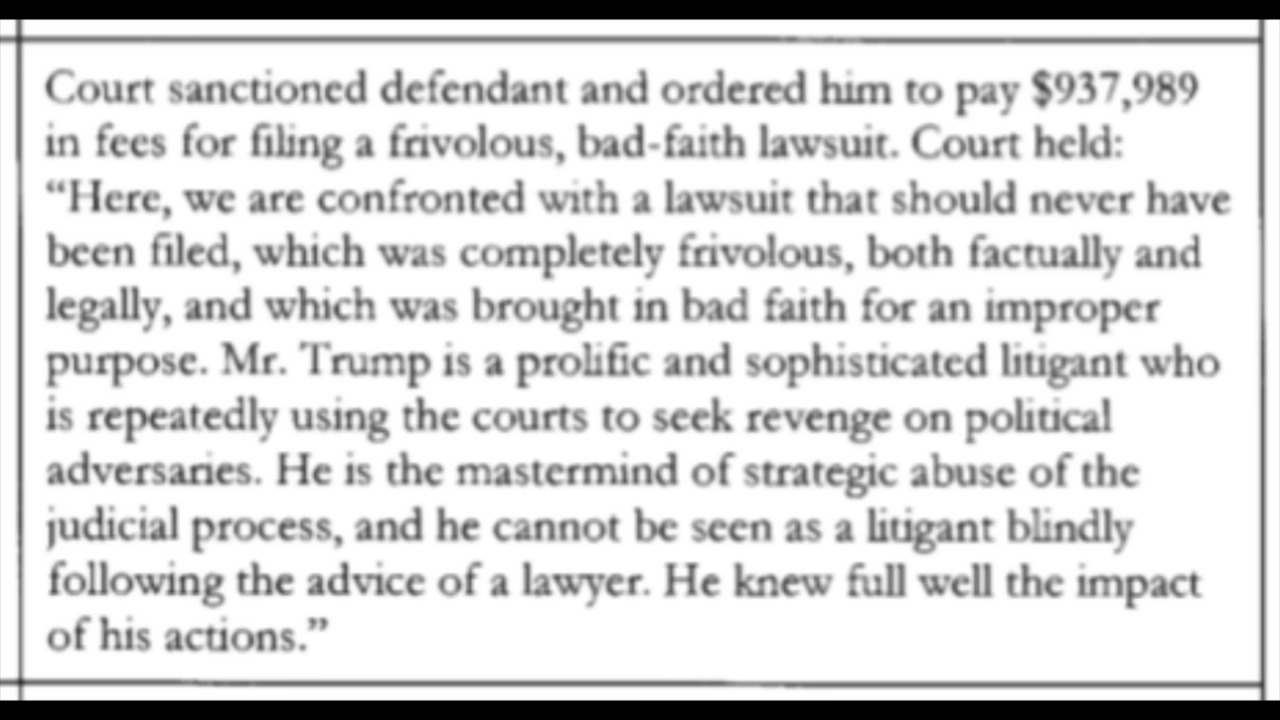 Court sanctioned defendant and ordered him to pay $937,989
in fees for filing a frivolous, bad-faith lawsuit. Court held:
“Here, we are confronted with a lawsuit that should never have
been filed, which was completely frivolous, both factually and
legally, and which was brought in bad faith for an improper
purpose. Mr. Trump is a prolific and sophisticated litigant who
is repeatedly using the courts to seek revenge on political
adversaries. He is the mastermind of strategic abuse of the
judicial process, and he cannot be seen as a litigant blindly
following the advice of a lawyer. He knew full well the impact
of his actions.”